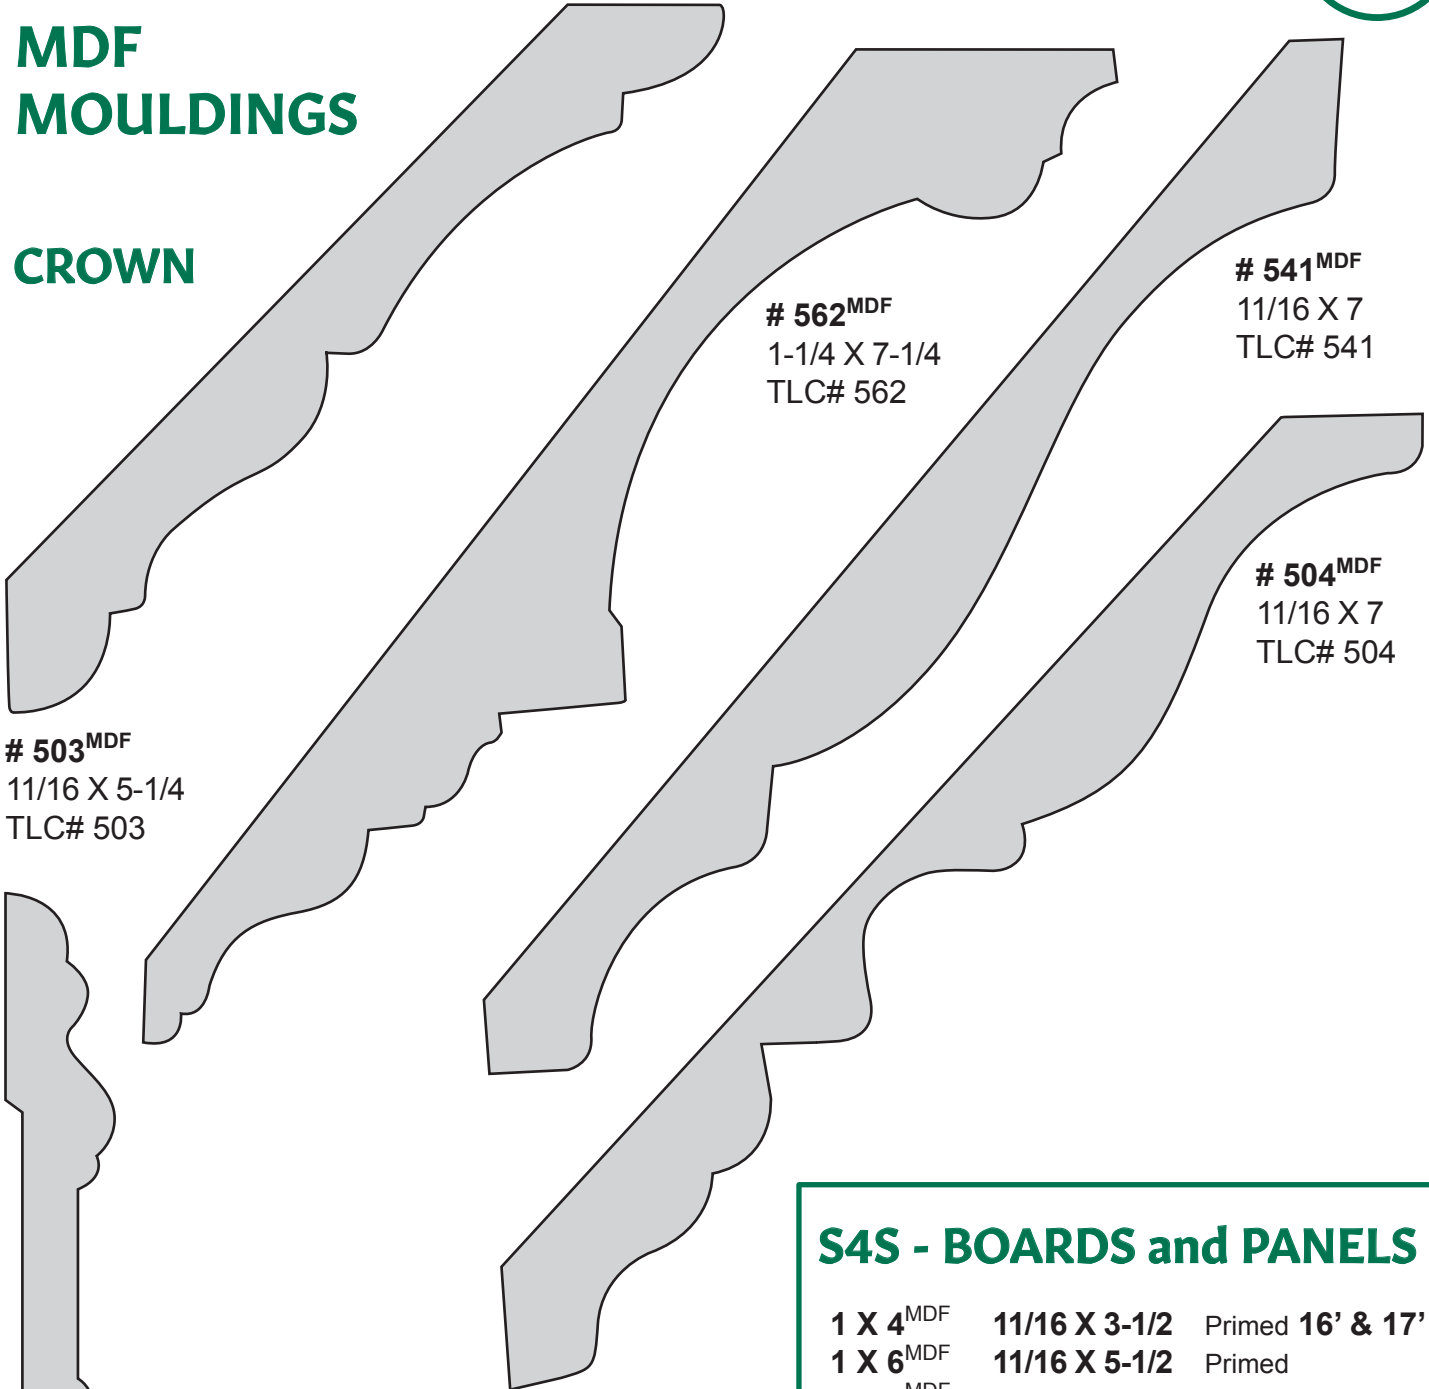 MDF
MOULDINGS
CROWN
# 562MDF
1-1/4 X 7-1/4
TLC# 562
# 541MDF
11/16 X 7
TLC# 541
# 504MDF
11/16 X 7
TLC# 504
# 503MDF
11/16 X 5-1/4
TLC# 503
S4S - BOARDS and PANELS
1 X 4MDF 11/16 X 3-1/2 Primed 16’ & 17’
1 X 6MDF 11/16 X 5-1/2 Primed
MDF